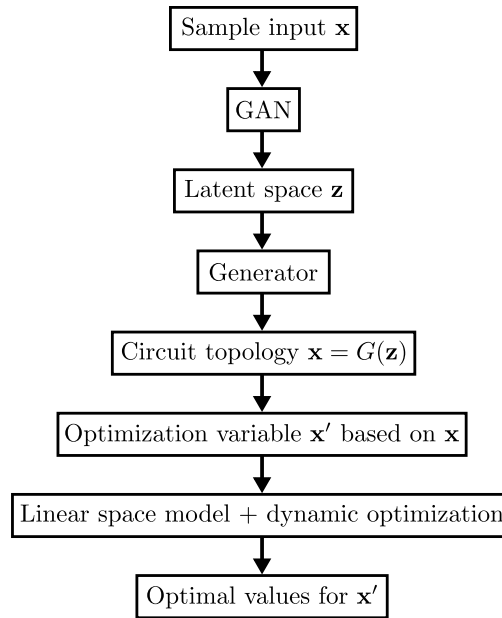 Sample input x
GAN
Latent space z
Generator
Circuit topology x = G(z)
Optimization variable x′ based on x
Linear space model + dynamic optimization
Optimal values for x′